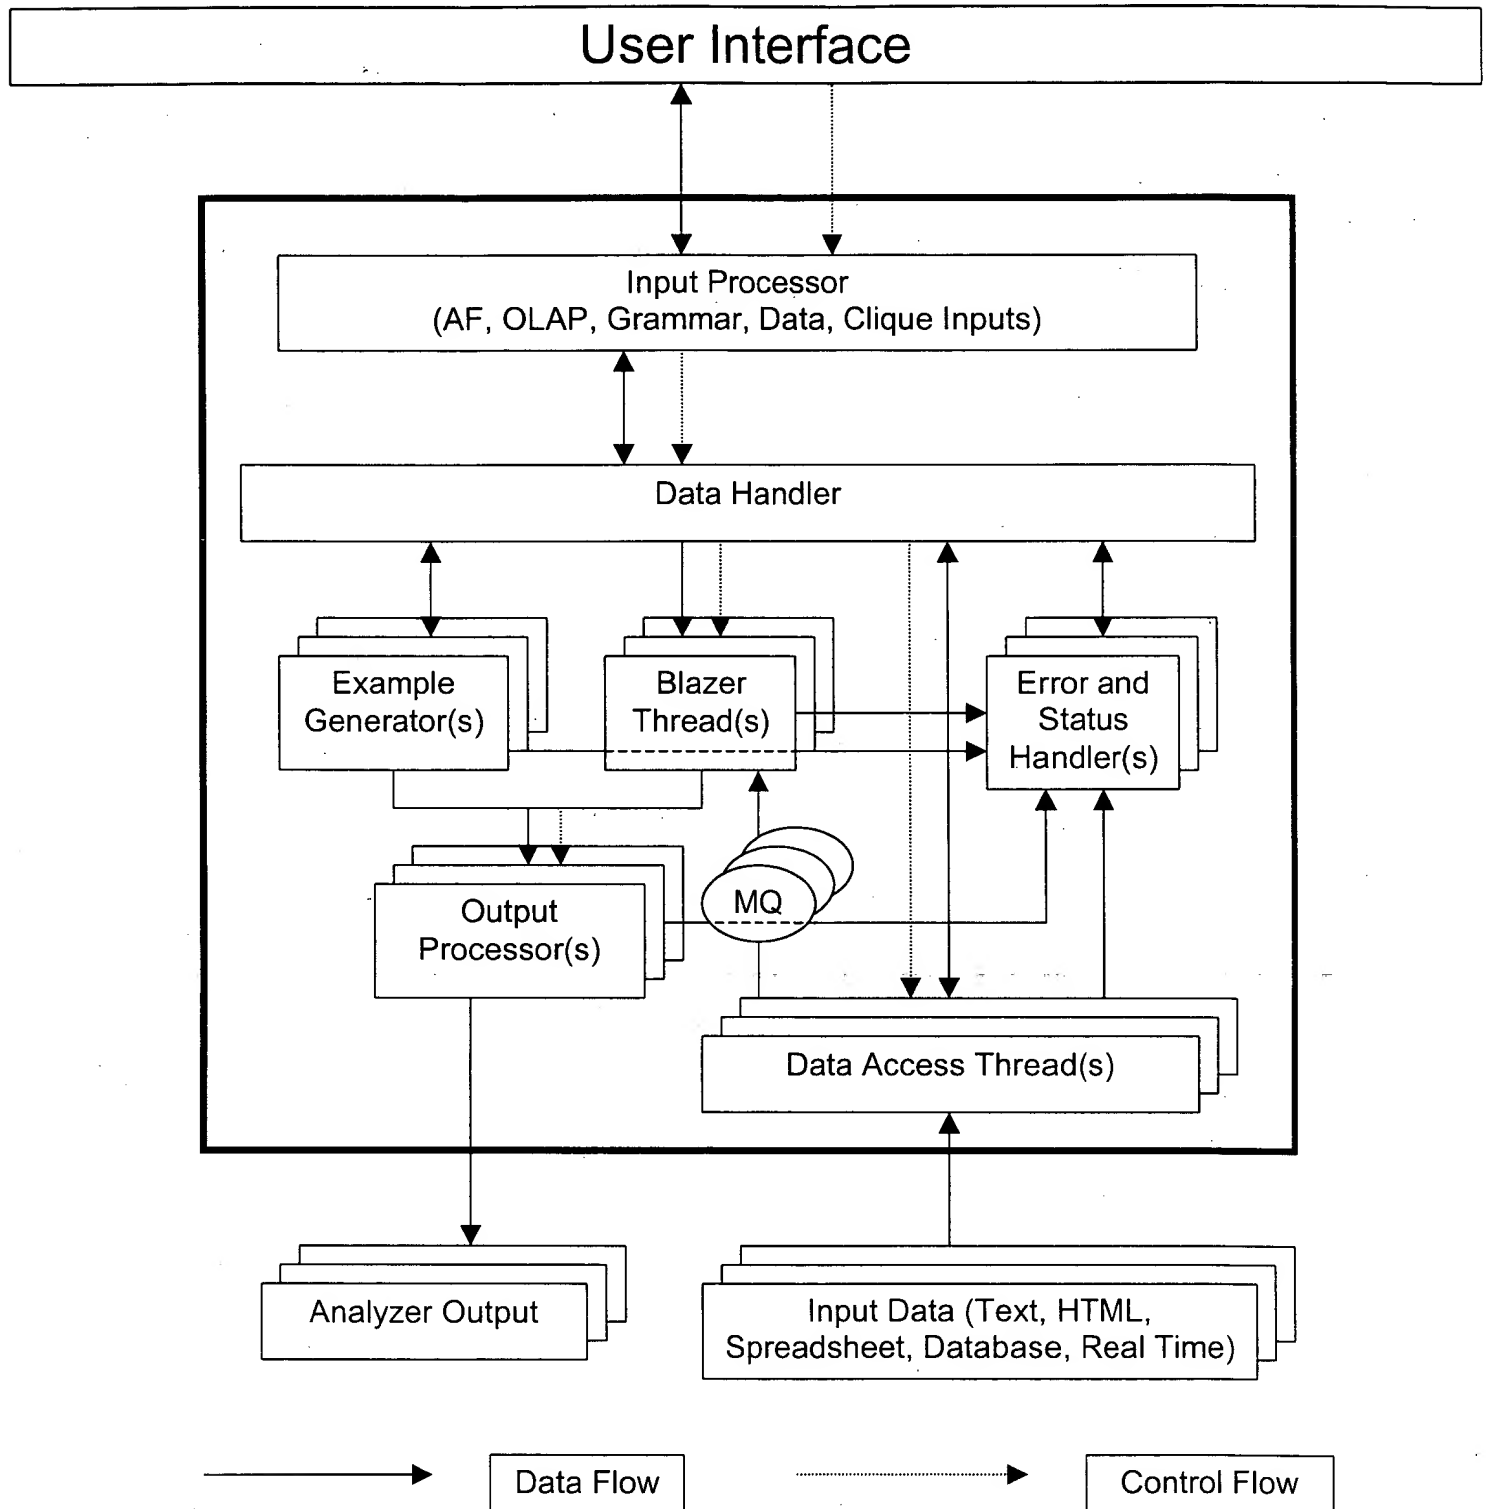 User Interface
Input Processor
(AF, OLAP, Grammar, Data, Clique Inputs)
Data Handler
Example
Generator(s)
Blazer
Thread(s)
Error and
Status
Handler(s)
Output
Processor(s)
MQ
Data Access Thread(s)
Analyzer Output
Input Data (Text, HTML,
Spreadsheet, Database, Real Time)
Data Flow
Control Flow